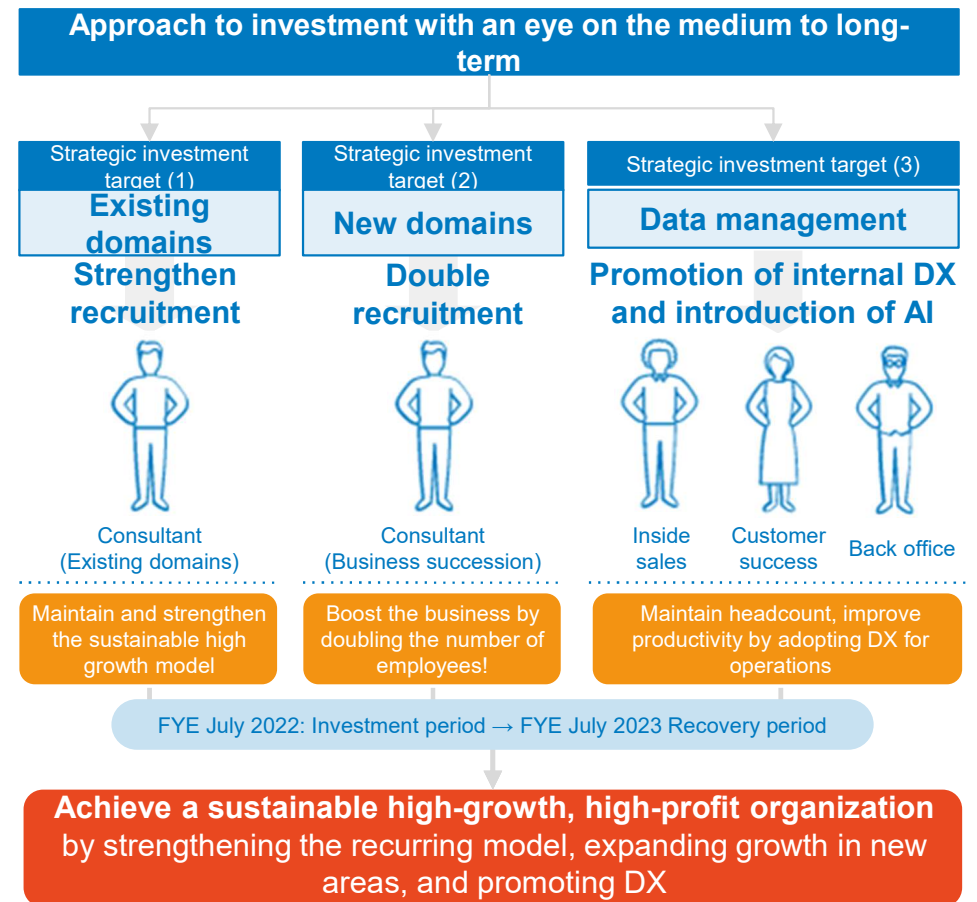 Approach to investment with an eye on the medium to long-
term
Strategic investment
target (1)
Existing
domains
Strengthen
recruitment
Consultant
(Existing domains)
Maintain and strengthen
the sustainable high
growth model
Strategic investment
target (2)
New domains
Double
recruitment
Consultant
(Business succession)
Boost the business by
doubling the number of
employees!
Strategic investment target (3)
Data management
Promotion of internal DX
and introduction of AI
Inside
sales
Customer
success
Back office
Maintain headcount, improve
productivity by adopting DX for
operations
FYE July 2022: Investment period → FYE July 2023 Recovery period
Achieve a sustainable high-growth, high-profit organization
by strengthening the recurring model, expanding growth in new
areas, and promoting DX